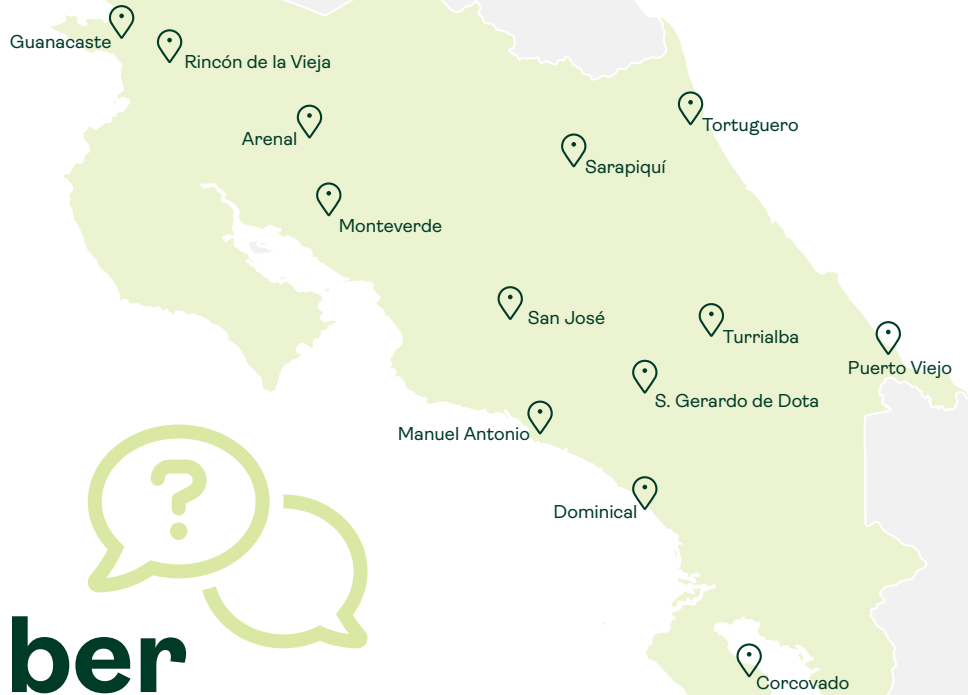 Guanacaste
Rincón de la Vieja
Tortuguero
Arenal
Sarapiquí
Monteverde
San José
Turrialba
Puerto Viejo
S. Gerardo de Dota
Manuel Antonio
?
Dominical
ber
Corcovado